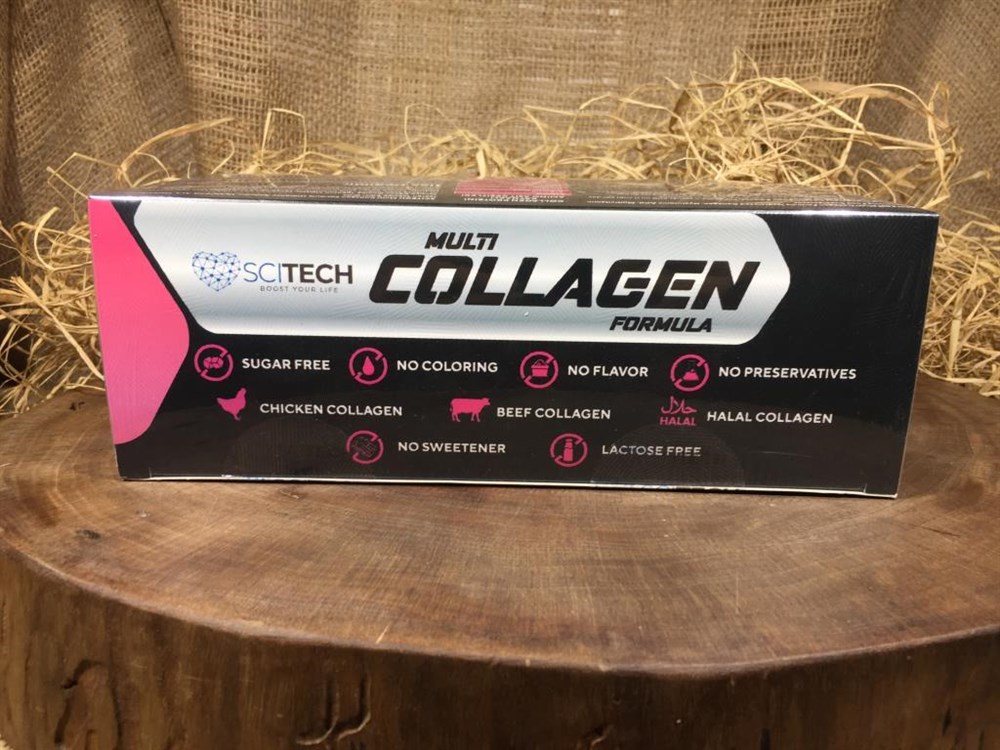 MULTI
SCITECH
BOOST YOUR LIFE
COLLAGEN
FORMULA
SUGAR FREE
NO COLORING
NO FLAVOR
NO PRESERVATIVES
CHICKEN COLLAGEN
BEEF COLLAGEN
حلال
HALAL
HALAL COLLAGEN
NO SWEETENER
LACTOSE FREE